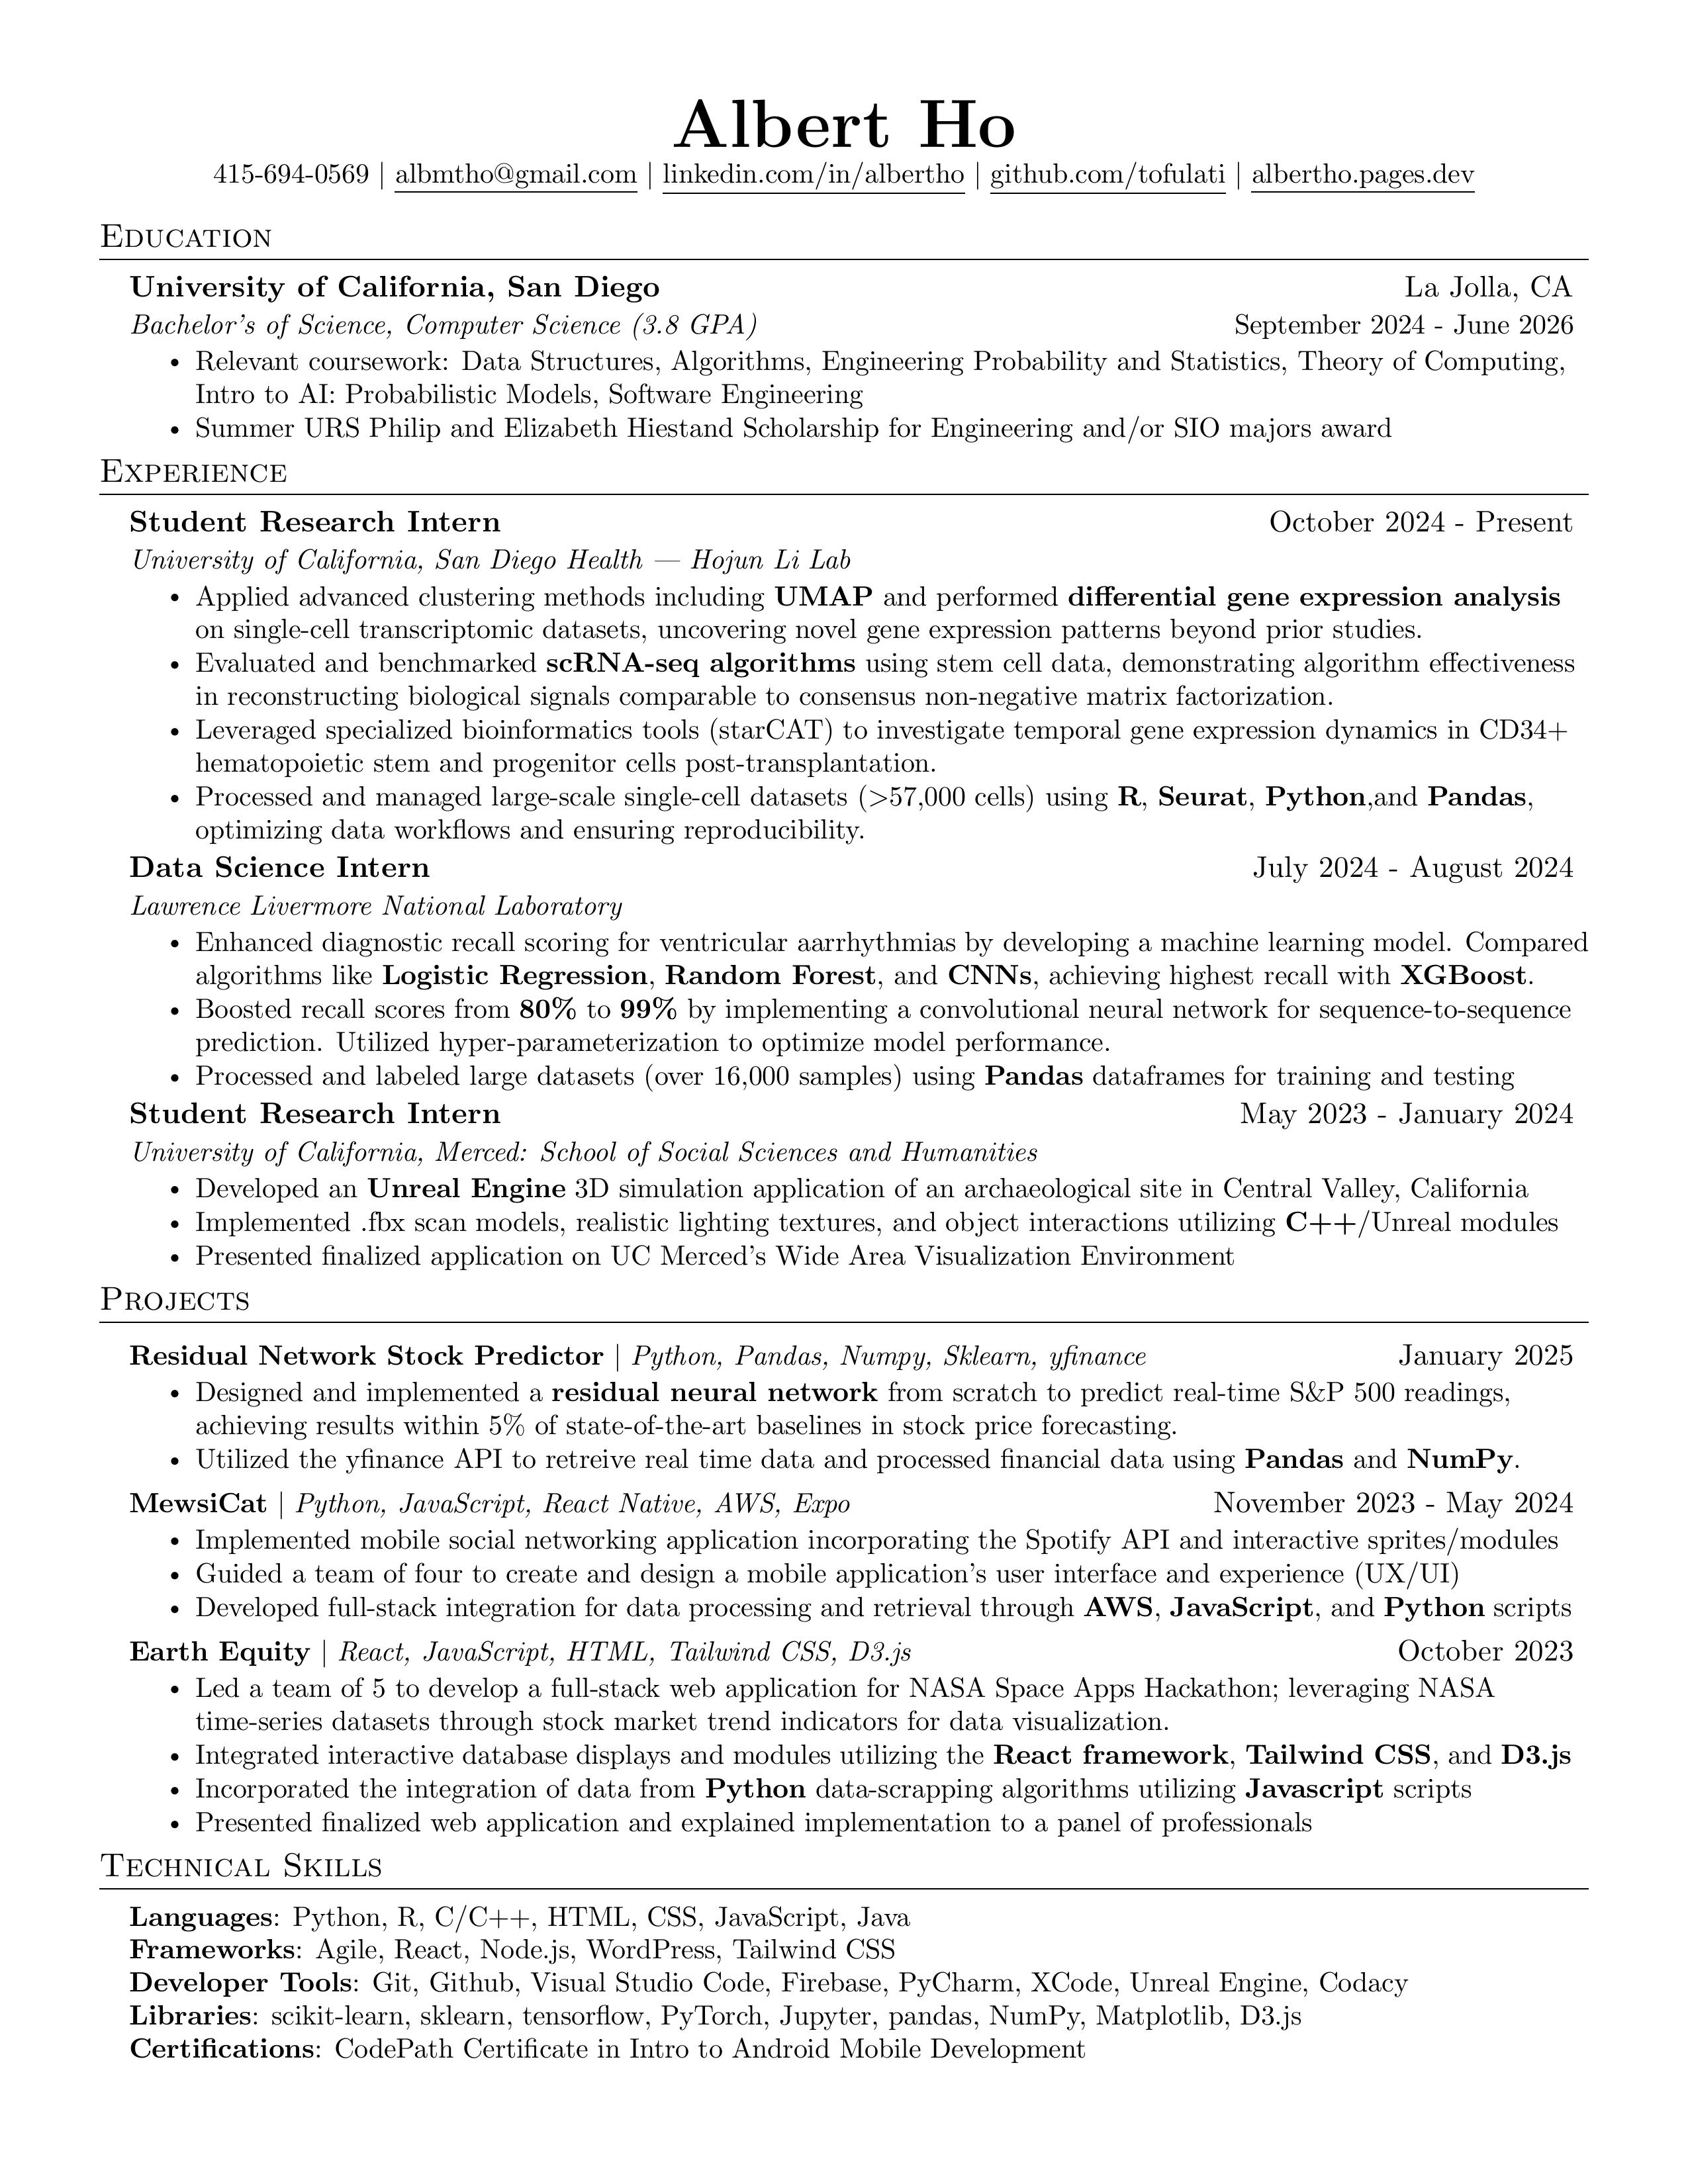 Albert Ho
415-694-0569 | albmtho@gmail.com | linkedin.com/in/albertho | github.com/tofulati | albertho.pages.dev
Education
University of California, San Diego La Jolla, CA
Bachelor's of Science, Computer Science (3.8 GPA) September 2024 - June 2026
• Relevant coursework: Data Structures, Algorithms, Engineering Probability and Statistics, Theory of Computing,
Intro to AI: Probabilistic Models, Software Engineering
• Summer URS Philip and Elizabeth Hiestand Scholarship for Engineering and/or SIO majors award
Experience
Student Research Intern October 2024 - Present
University of California, San Diego Health — Hojun Li Lab
• Applied advanced clustering methods including UMAP and performed differential gene expression analysis
on single-cell transcriptomic datasets, uncovering novel gene expression patterns beyond prior studies.
• Evaluated and benchmarked scRNA-seq algorithms using stem cell data, demonstrating algorithm effectiveness
in reconstructing biological signals comparable to consensus non-negative matrix factorization.
• Leveraged specialized bioinformatics tools (starCAT) to investigate temporal gene expression dynamics in CD34+
hematopoietic stem and progenitor cells post-transplantation.
• Processed and managed large-scale single-cell datasets (>57,000 cells) using R, Seurat, Python,and Pandas,
optimizing data workflows and ensuring reproducibility.
Data Science Intern July 2024 - August 2024
Lawrence Livermore National Laboratory
• Enhanced diagnostic recall scoring for ventricular aarrhythmias by developing a machine learning model. Compared
algorithms like Logistic Regression, Random Forest, and CNNs, achieving highest recall with XGBoost.
• Boosted recall scores from 80% to 99% by implementing a convolutional neural network for sequence-to-sequence
prediction. Utilized hyper-parameterization to optimize model performance.
• Processed and labeled large datasets (over 16,000 samples) using Pandas dataframes for training and testing
Student Research Intern May 2023 - January 2024
University of California, Merced: School of Social Sciences and Humanities
• Developed an Unreal Engine 3D simulation application of an archaeological site in Central Valley, California
• Implemented .fbx scan models, realistic lighting textures, and object interactions utilizing C++/Unreal modules
• Presented finalized application on UC Merced's Wide Area Visualization Environment
Projects
Residual Network Stock Predictor | Python, Pandas, Numpy, Sklearn, yfinance January 2025
• Designed and implemented a residual neural network from scratch to predict real-time S&P 500 readings,
achieving results within 5% of state-of-the-art baselines in stock price forecasting.
• Utilized the yfinance API to retreive real time data and processed financial data using Pandas and NumPy.
MewsiCat | Python, JavaScript, React Native, AWS, Expo November 2023 - May 2024
• Implemented mobile social networking application incorporating the Spotify API and interactive sprites/modules
• Guided a team of four to create and design a mobile application's user interface and experience (UX/UI)
• Developed full-stack integration for data processing and retrieval through AWS, JavaScript, and Python scripts
Earth Equity | React, JavaScript, HTML, Tailwind CSS, D3.js October 2023
• Led a team of 5 to develop a full-stack web application for NASA Space Apps Hackathon; leveraging NASA
time-series datasets through stock market trend indicators for data visualization.
• Integrated interactive database displays and modules utilizing the React framework, Tailwind CSS, and D3.js
• Incorporated the integration of data from Python data-scrapping algorithms utilizing Javascript scripts
• Presented finalized web application and explained implementation to a panel of professionals
Technical Skills
Languages: Python, R, C/C++, HTML, CSS, JavaScript, Java
Frameworks: Agile, React, Node.js, WordPress, Tailwind CSS
Developer Tools: Git, Github, Visual Studio Code, Firebase, PyCharm, XCode, Unreal Engine, Codacy
Libraries: scikit-learn, sklearn, tensorflow, PyTorch, Jupyter, pandas, NumPy, Matplotlib, D3.js
Certifications: CodePath Certificate in Intro to Android Mobile Development